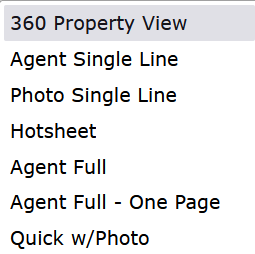 360 Property View
Agent Single Line
Photo Single Line
Hotsheet
Agent Full
Agent Full - One Page
Quick w/Photo